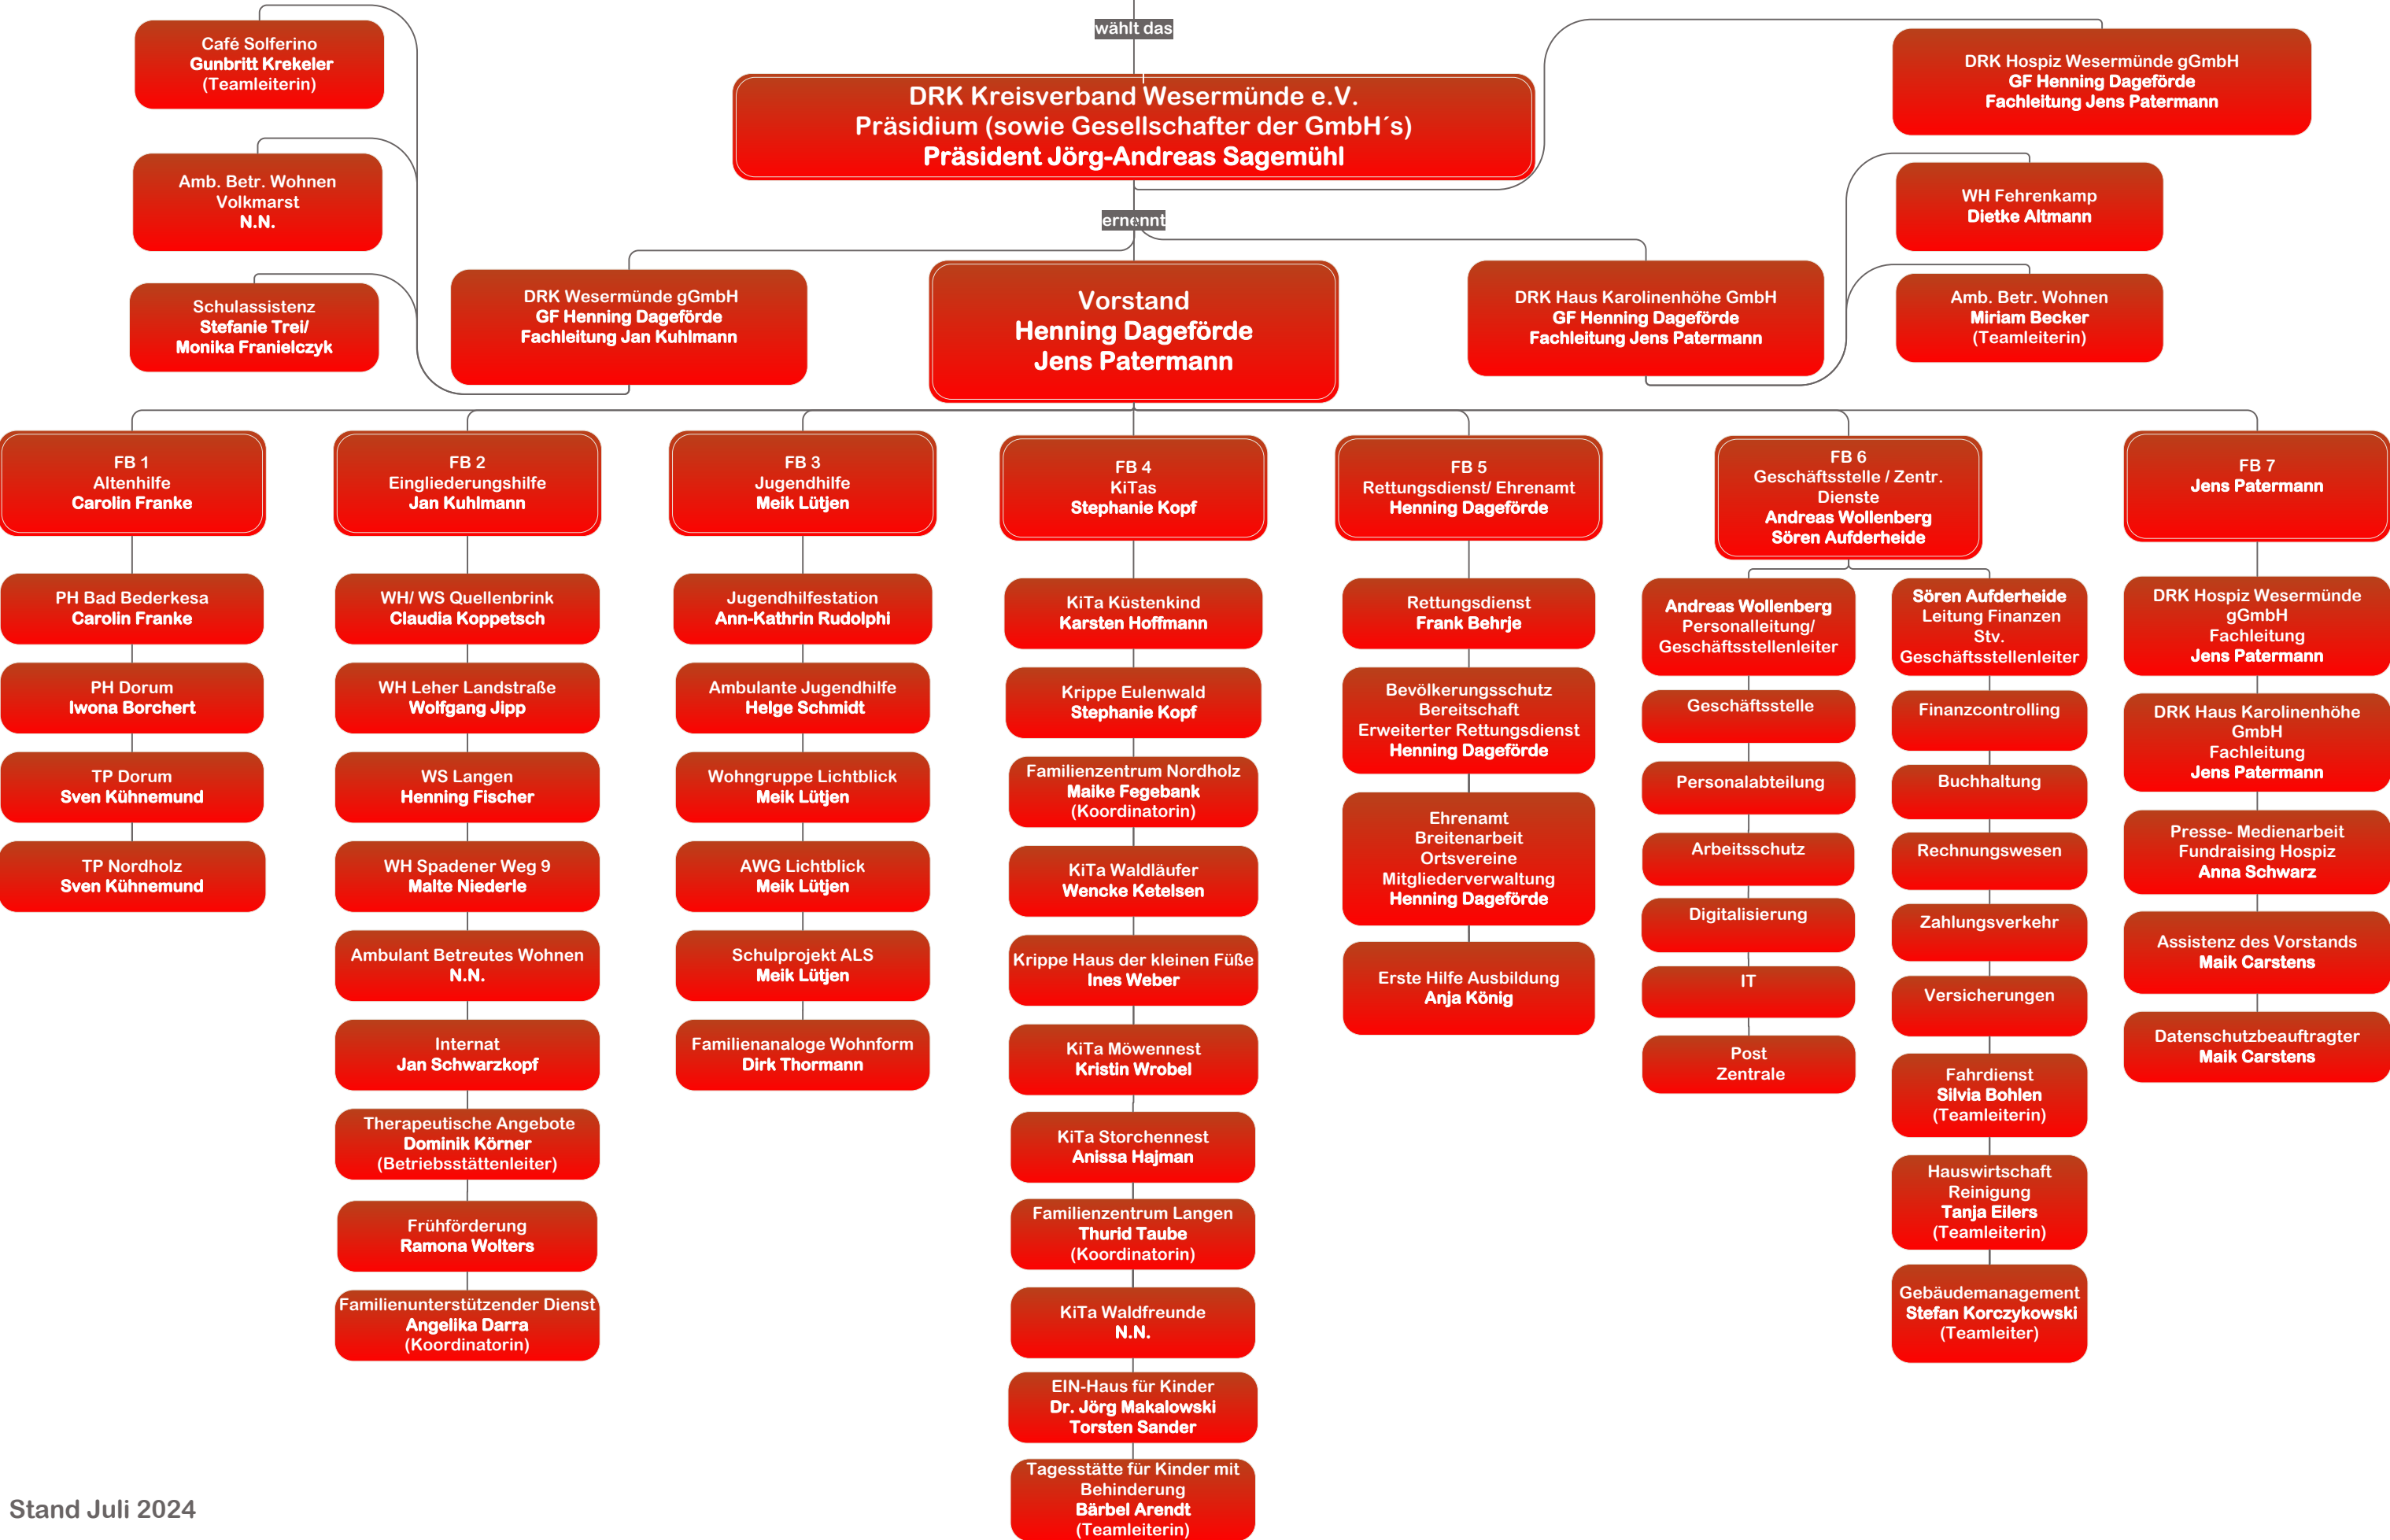 wählt das
DRK Kreisverband Wesermünde e.V.
Präsidium (sowie Gesellschafter der GmbH´s)
Präsident Jörg-Andreas Sagemühl
ernennt
Café Solferino
Gunbritt Krekeler
(Teamleiterin)
Amb. Betr. Wohnen
Volkmarst
N.N.
Schulassistenz
Stefanie Trei/
Monika Franielczyk
DRK Wesermünde gGmbH
GF Henning Dageförde
Fachleitung Jan Kuhlmann
Vorstand
Henning Dageförde
Jens Patermann
DRK Haus Karolinenhöhe GmbH
GF Henning Dageförde
Fachleitung Jens Patermann
DRK Hospiz Wesermünde gGmbH
GF Henning Dageförde
Fachleitung Jens Patermann
WH Fehrenkamp
Dietke Altmann
Amb. Betr. Wohnen
Miriam Becker
(Teamleiterin)
FB 1
Altenhilfe
Carolin Franke
PH Bad Bederkesa
Carolin Franke
PH Dorum
Iwona Borchert
TP Dorum
Sven Kühnemund
TP Nordholz
Sven Kühnemund
FB 2
Eingliederungshilfe
Jan Kuhlmann
WH/ WS Quellenbrink
Claudia Koppetsch
WH Leher Landstraße
Wolfgang Jipp
WS Langen
Henning Fischer
WH Spadener Weg 9
Malte Niederle
Ambulant Betreutes Wohnen
N.N.
Internat
Jan Schwarzkopf
Therapeutische Angebote
Dominik Körner
(Betriebsstättenleiter)
Frühförderung
Ramona Wolters
Familienunterstützender Dienst
Angelika Darra
(Koordinatorin)
FB 3
Jugendhilfe
Meik Lütjen
Jugendhilfestation
Ann-Kathrin Rudolphi
Ambulante Jugendhilfe
Helge Schmidt
Wohngruppe Lichtblick
Meik Lütjen
AWG Lichtblick
Meik Lütjen
Schulprojekt ALS
Meik Lütjen
Familienanaloge Wohnform
Dirk Thormann
FB 4
KiTas
Stephanie Kopf
KiTa Küstenkind
Karsten Hoffmann
Krippe Eulenwald
Stephanie Kopf
Familienzentrum Nordholz
Maike Fegebank
(Koordinatorin)
KiTa Waldläufer
Wencke Ketelsen
Krippe Haus der kleinen Füße
Ines Weber
KiTa Möwennest
Kristin Wrobel
KiTa Storchennest
Anissa Hajman
Familienzentrum Langen
Thurid Taube
(Koordinatorin)
KiTa Waldfreunde
N.N.
EIN-Haus für Kinder
Dr. Jörg Makalowski
Torsten Sander
Tagesstätte für Kinder mit
Behinderung
Bärbel Arendt
(Teamleiterin)
FB 5
Rettungsdienst/ Ehrenamt
Henning Dageförde
Rettungsdienst
Frank Behrje
Bevölkerungsschutz
Bereitschaft
Erweiterter Rettungsdienst
Henning Dageförde
Ehrenamt
Breitenarbeit
Ortsvereine
Mitgliederverwaltung
Henning Dageförde
Erste Hilfe Ausbildung
Anja König
FB 6
Geschäftsstelle / Zentr.
Dienste
Andreas Wollenberg
Sören Aufderheide
Andreas Wollenberg
Personalleitung/
Geschäftsstellenleiter
Geschäftsstelle
Personalabteilung
Arbeitsschutz
Digitalisierung
IT
Post
Zentrale
Sören Aufderheide
Leitung Finanzen
Stv.
Geschäftsstellenleiter
Finanzcontrolling
Buchhaltung
Rechnungswesen
Zahlungsverkehr
Versicherungen
Fahrdienst
Silvia Bohlen
(Teamleiterin)
Hauswirtschaft
Reinigung
Tanja Eilers
(Teamleiterin)
Gebäudemanagement
Stefan Korczykowski
(Teamleiter)
FB 7
Jens Patermann
DRK Hospiz Wesermünde
gGmbH
Fachleitung
Jens Patermann
DRK Haus Karolinenhöhe
GmbH
Fachleitung
Jens Patermann
Presse- Medienarbeit
Fundraising Hospiz
Anna Schwarz
Assistenz des Vorstands
Maik Carstens
Datenschutzbeauftragter
Maik Carstens
Stand Juli 2024